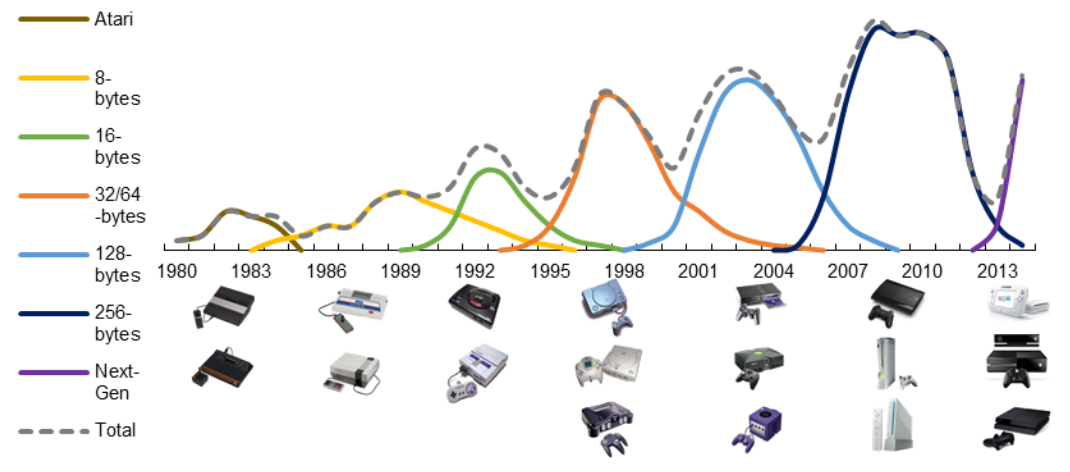 Atari
8-
bytes
16-
bytes
32/64
-bytes
128-
bytes
256-
bytes
Next-
Gen
Total
1980 1983 1986 1989 1992 1995 1998 2001 2004 2007 2010 2013